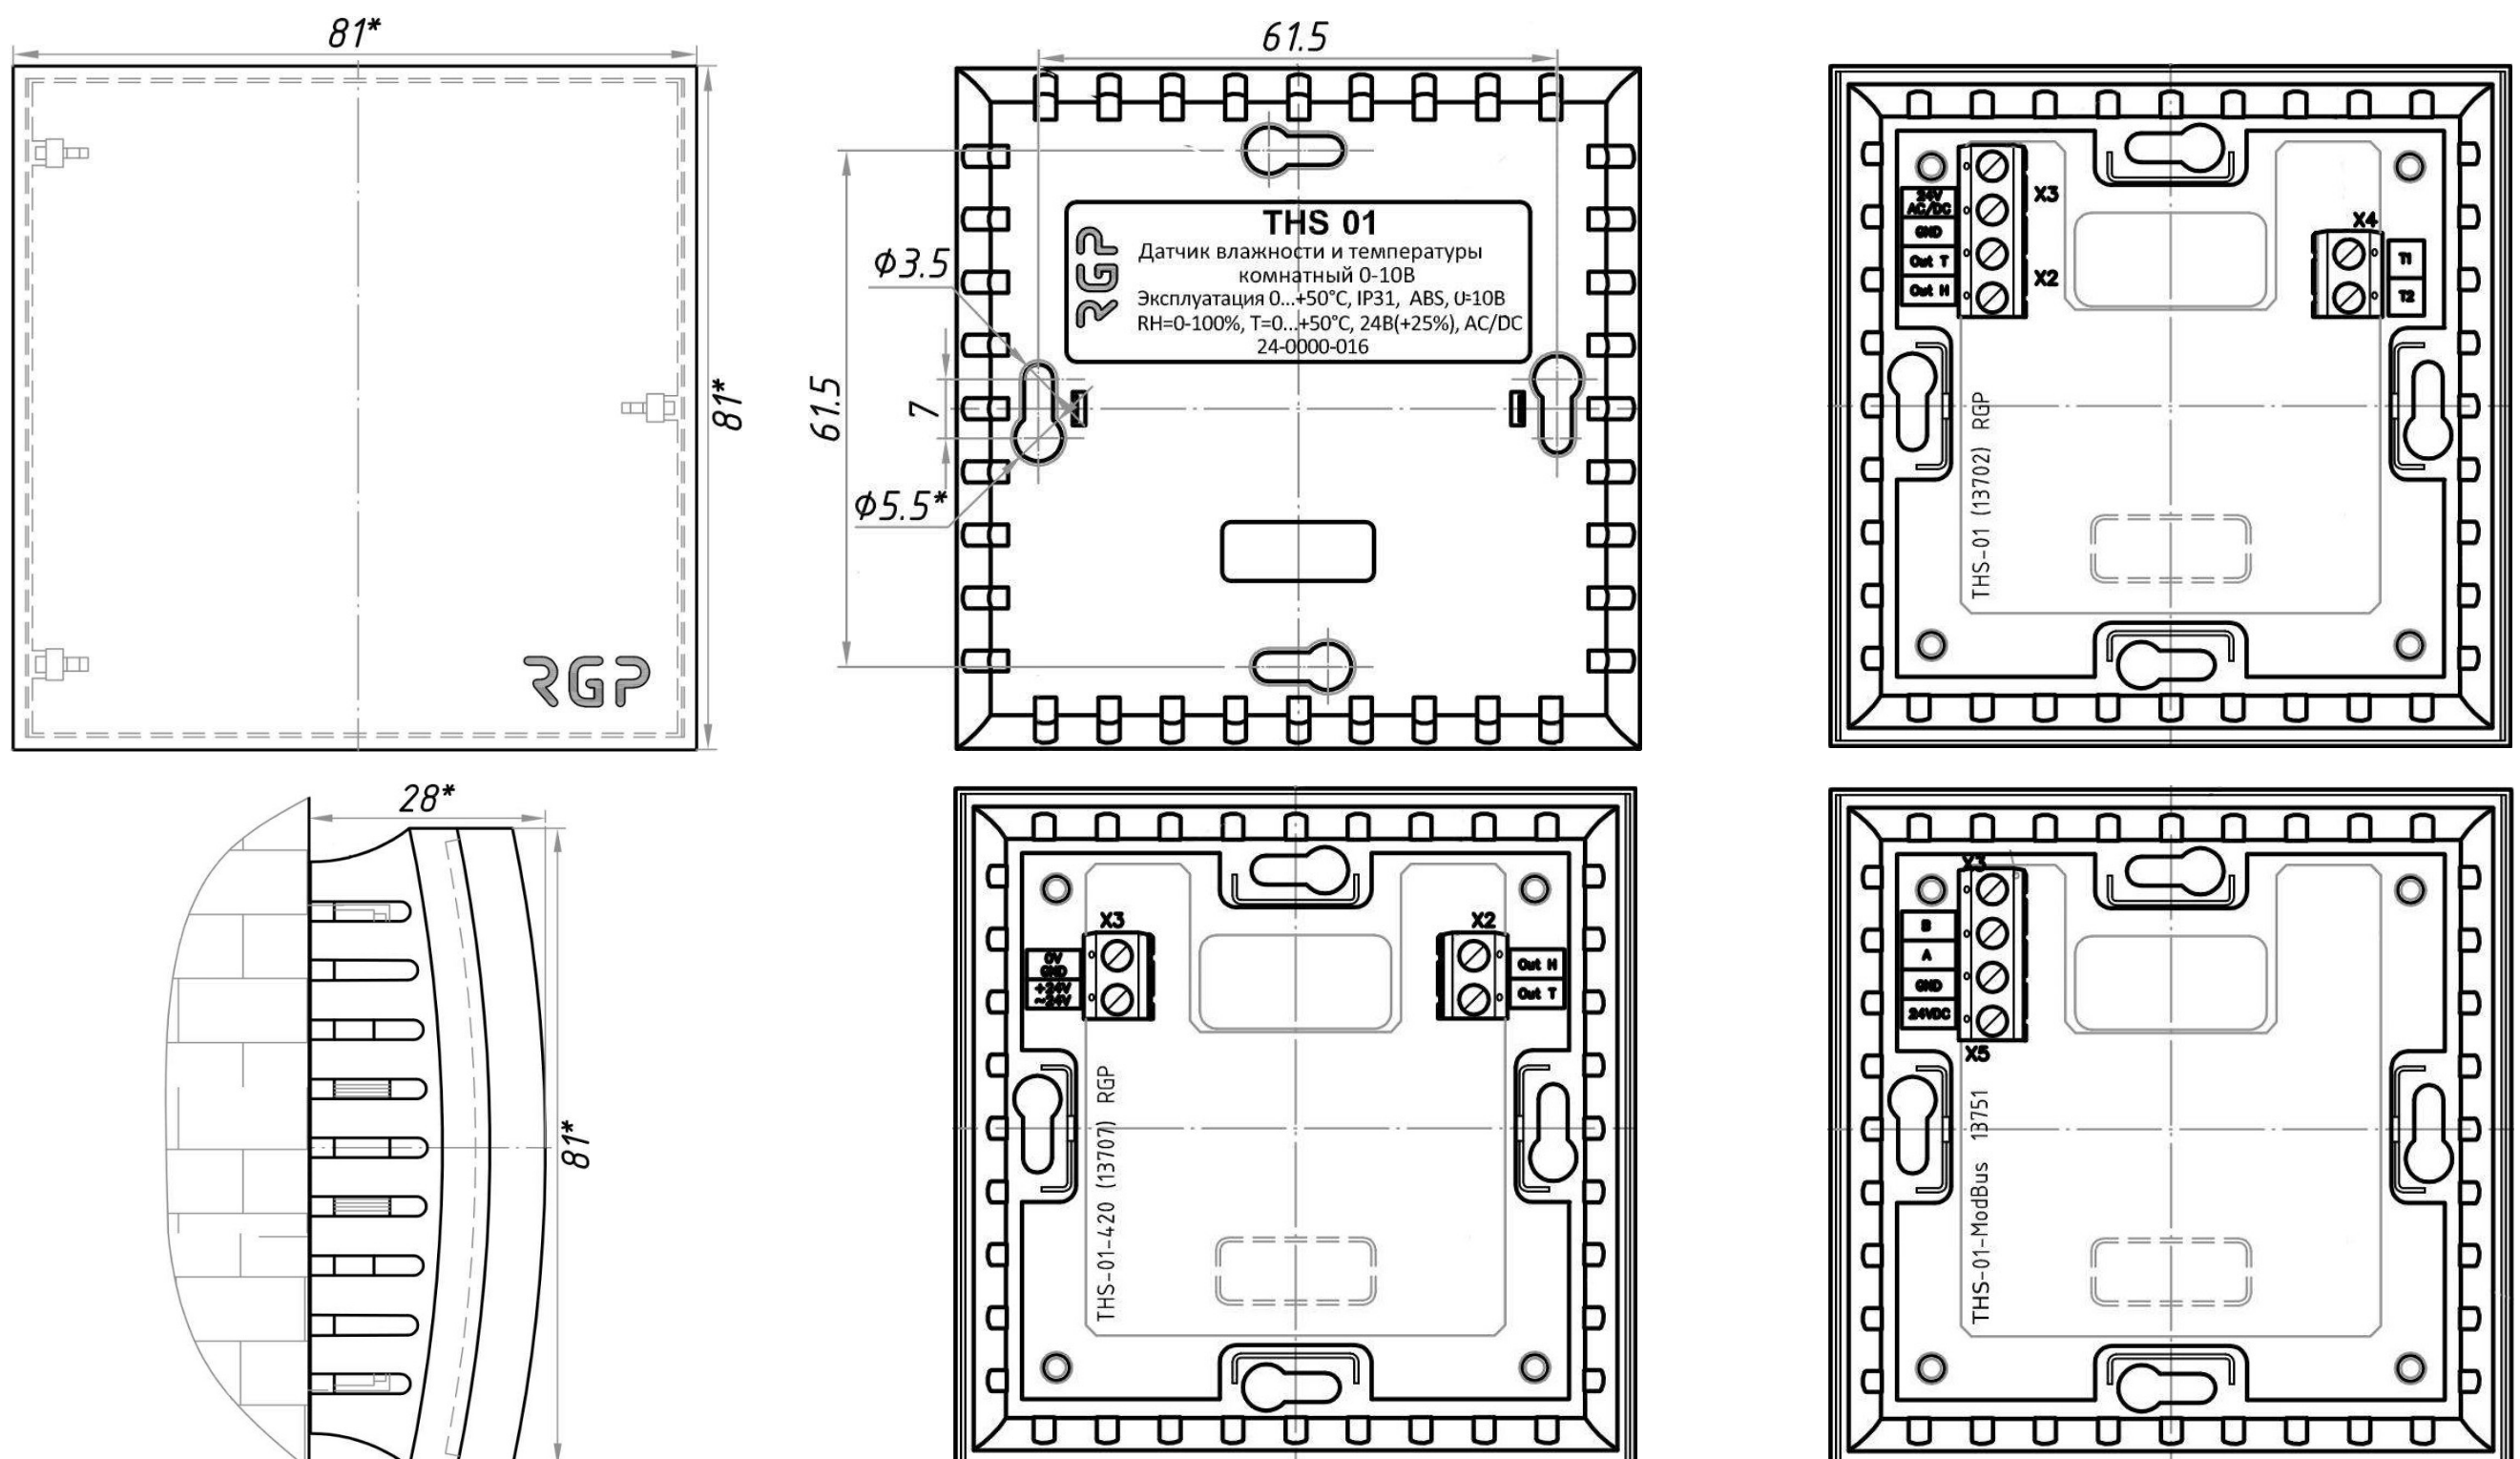 81*
81*
RGP
61.5
61.5
ϕ3.5
7
ϕ5.5*
RGP
THS 01
Датчик влажности и температуры
комнатный 0-10В
Эксплуатация 0...+50°C, IP31, ABS, 0-10В
RH=0-100%, T=0...+50°C, 24В(+25%), AC/DC
24-0000-016
X3
24V
AC/DC
GND
Out T
Out H
X2
X4
T1
T2
THS-01 (13702) RGP
28*
81*
X3
0V
GND
+24V
~24V
X2
Out H
Out T
THS-01-420 (13707) RGP
X3
B
A
GND
24VDC
X5
THS-01-ModBus 13751